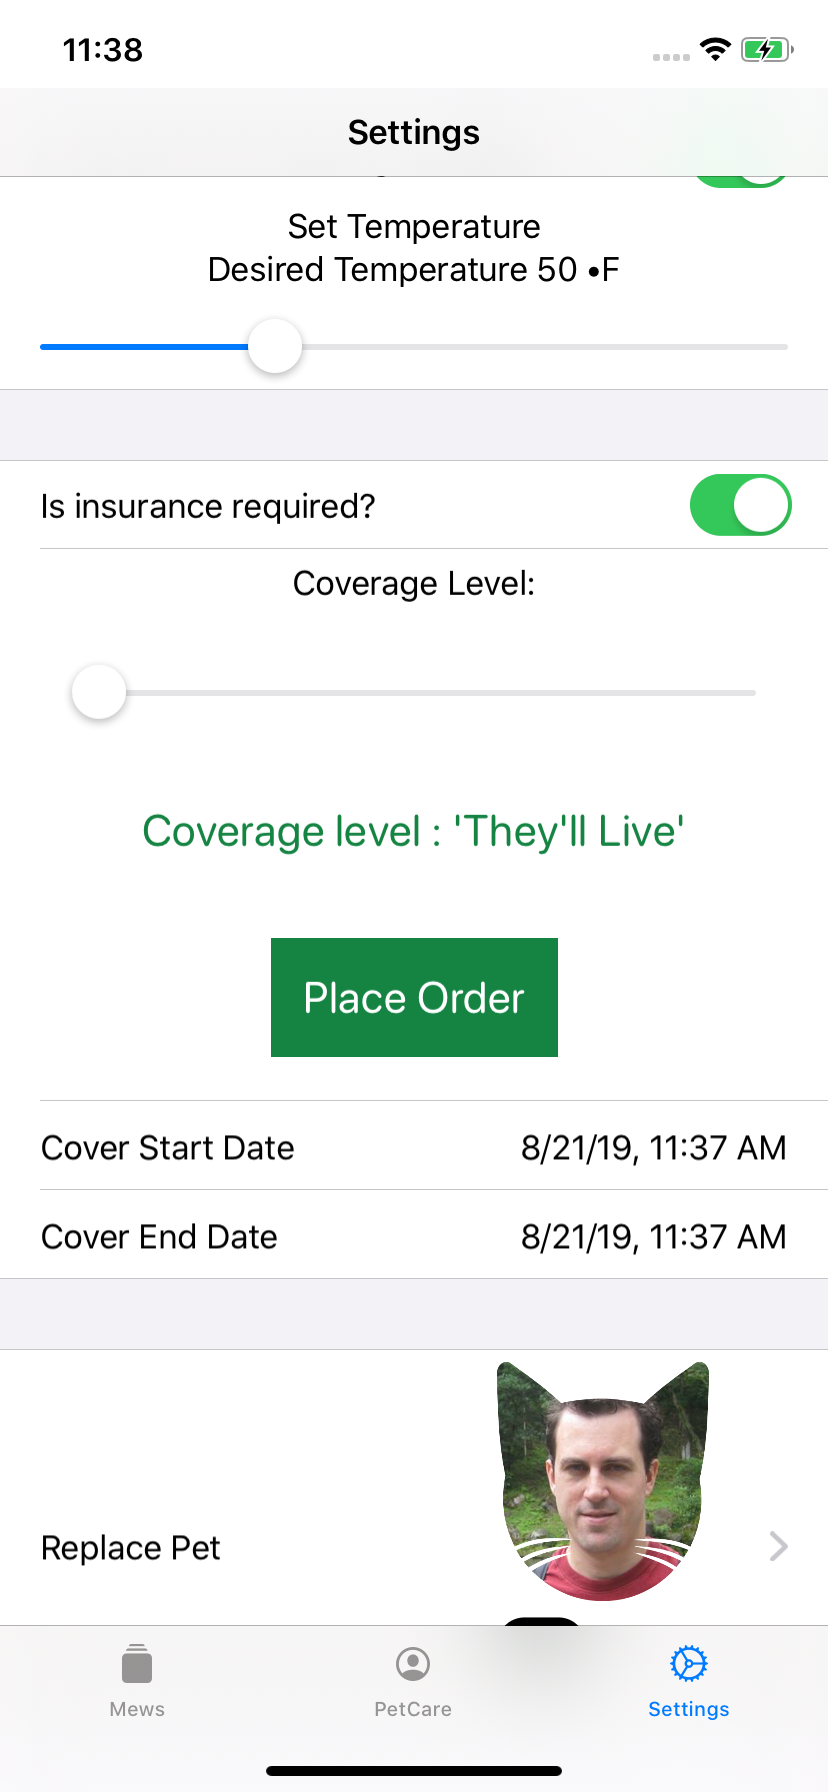 11:38
Settings
Set Temperature
Desired Temperature 50 •F
Is insurance required?
Coverage Level:
Coverage level : 'They'll Live'
Place Order
Cover Start Date 8/21/19, 11:37 AM
Cover End Date 8/21/19, 11:37 AM
Replace Pet
Mews PetCare Settings